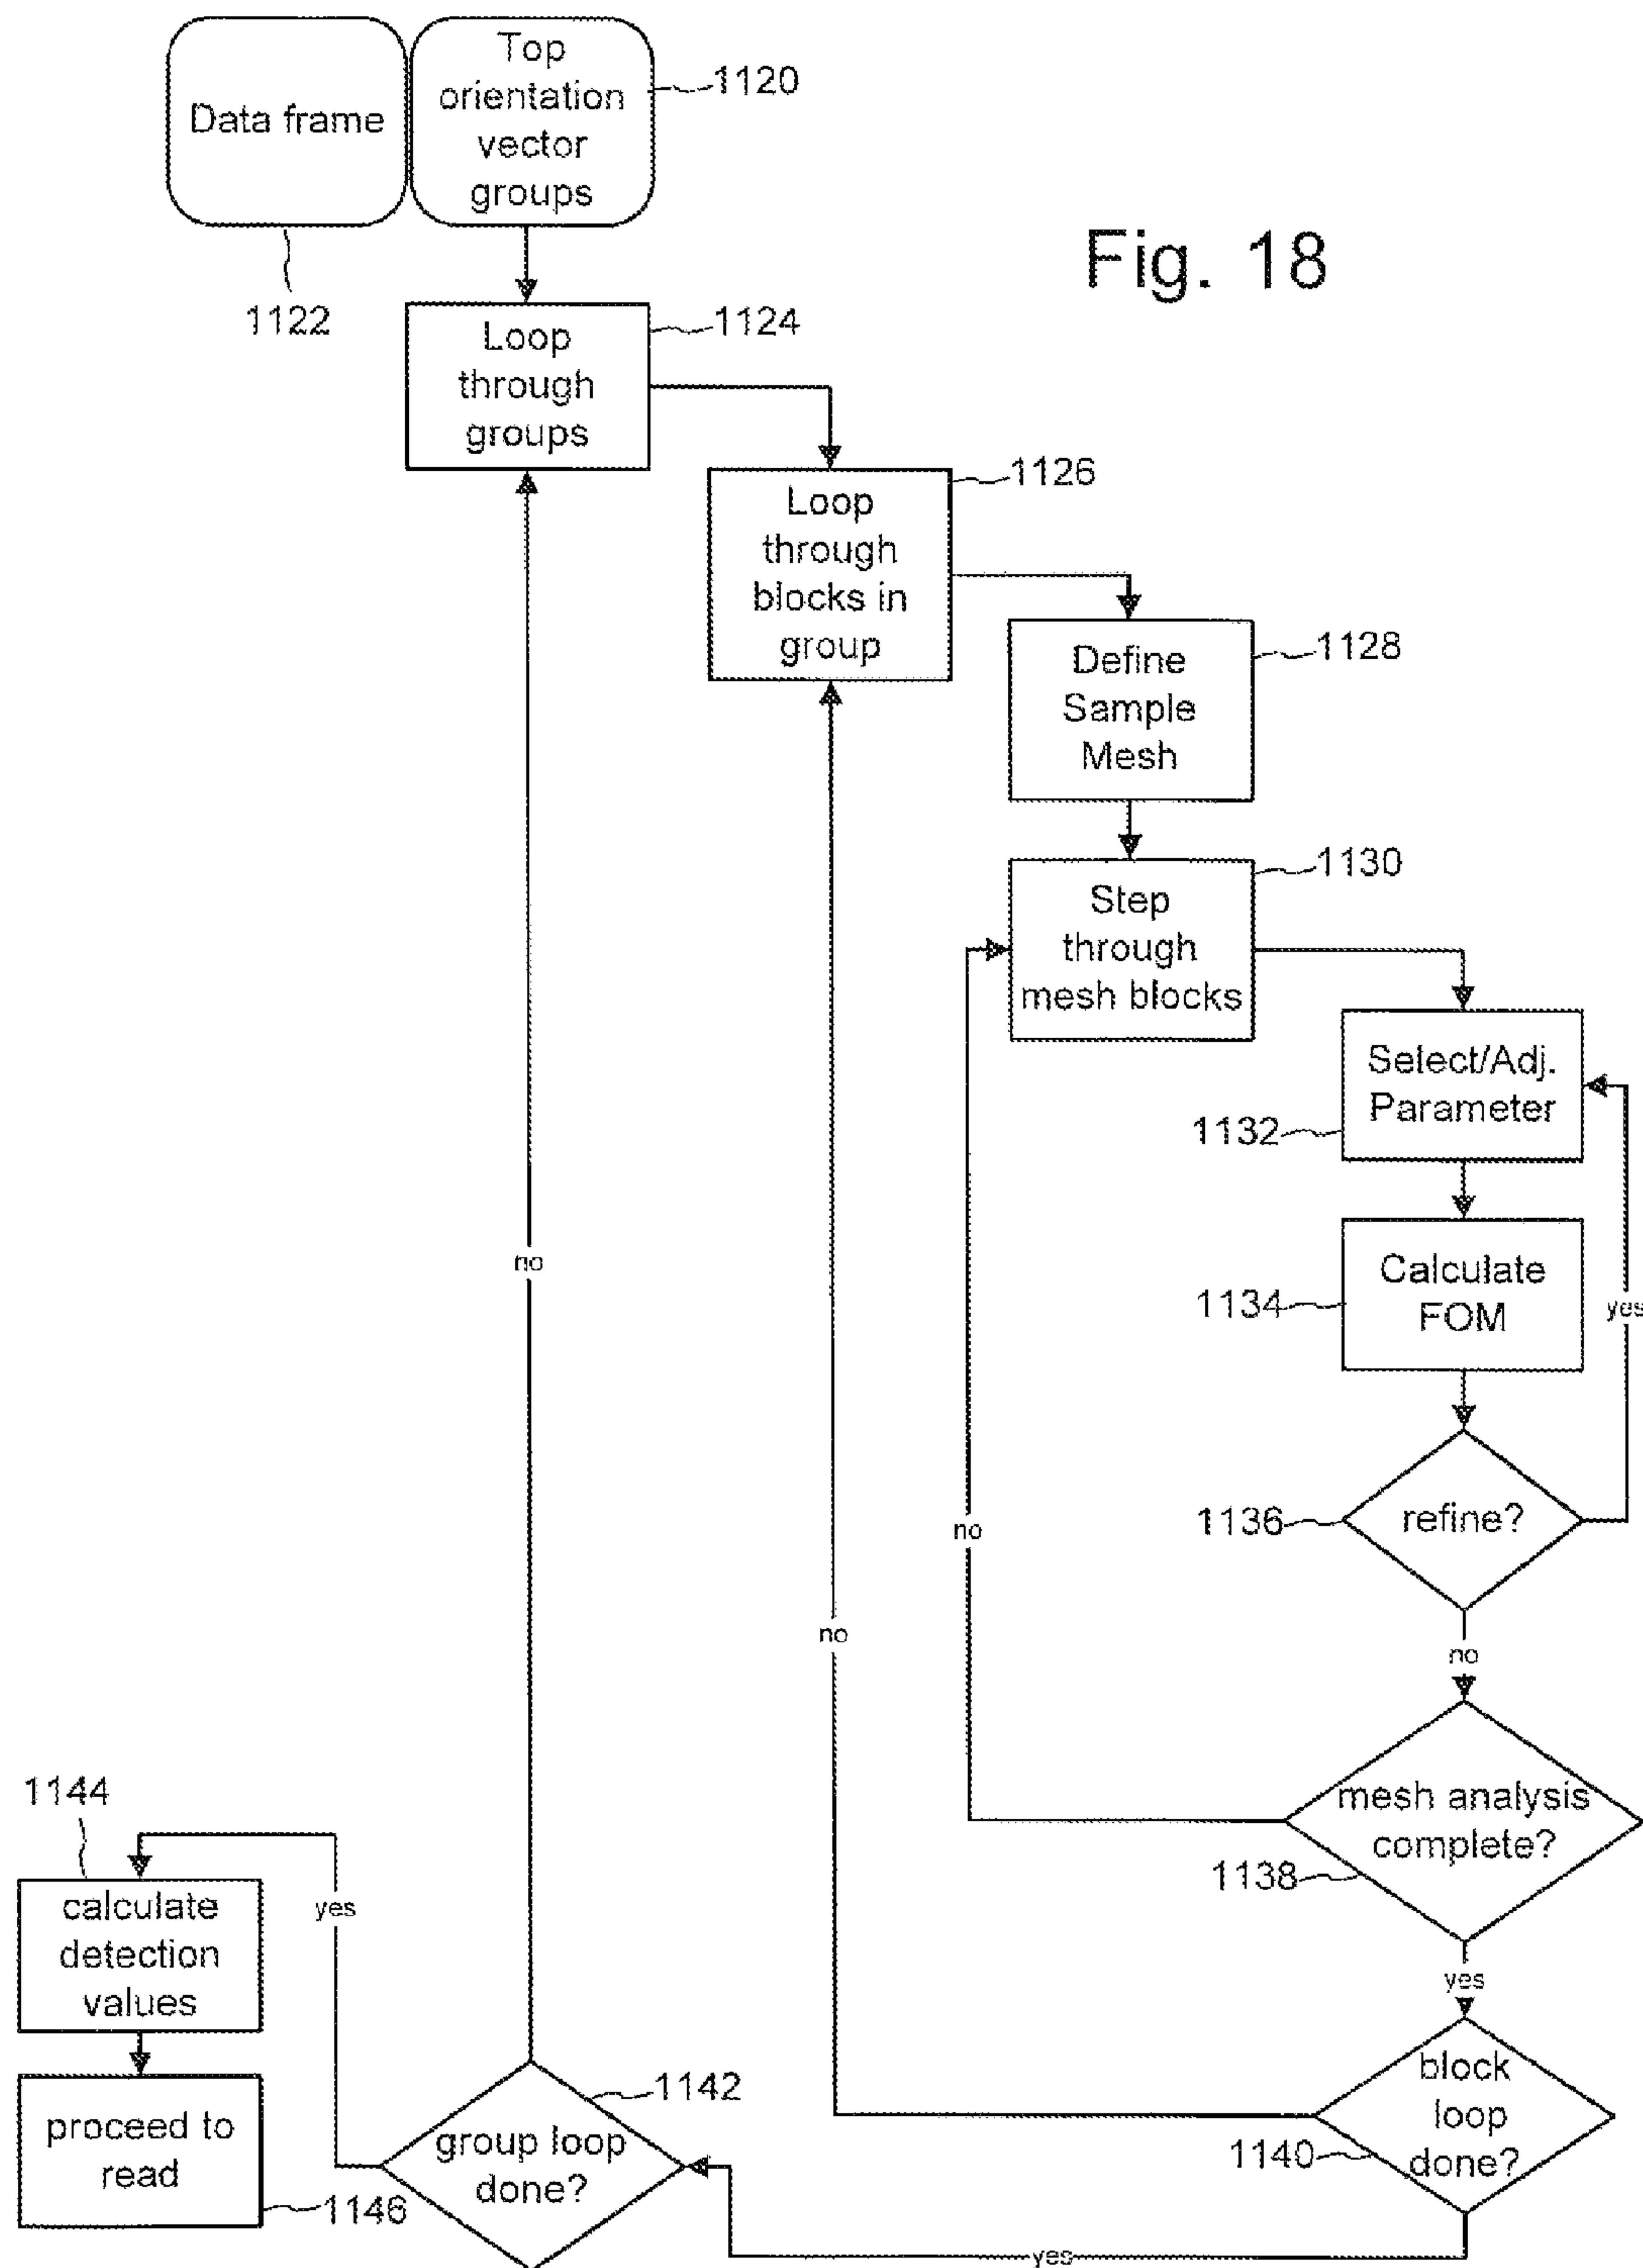 Data frame
Top
orientation
vector
groups
1120
1122
Fig. 18
Loop
through
groups
1124
Loop
through
blocks in
group
1126
Define
Sample
Mesh
1128
Step
through
mesh blocks
1130
Select/Adj.
Parameter
1132
Calculate
FOM
1134
yes
refine?
1136
no
no
no
no
mesh analysis
complete?
1138
yes
block
loop
done?
1140
yes
group loop
done?
1142
yes
1144
calculate
detection
values
proceed to
read
1146